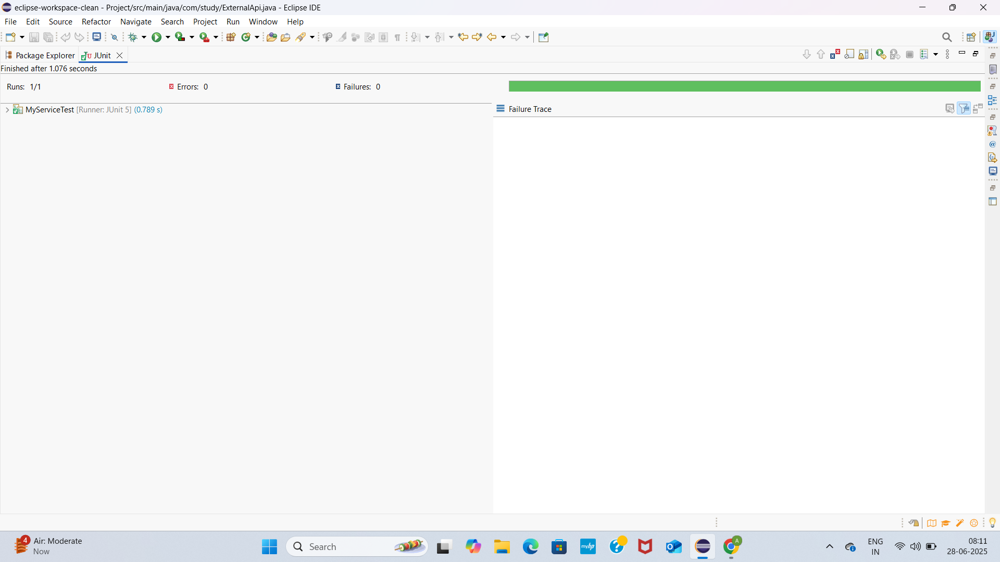 eclipse-workspace-clean - Project/src/main/java/com/study/ExternalApi.java - Eclipse IDE
File Edit Source Refactor Navigate Search Project Run Window Help
Package Explorer JUnit
Finished after 1.076 seconds
Runs: 1/1 Errors: 0 Failures: 0
MyServiceTest [Runner: JUnit 5] (0.789 s)
Failure Trace
4
Air: Moderate
Now
Search
myhp
A
ENG
IN
08:11
28-06-2025